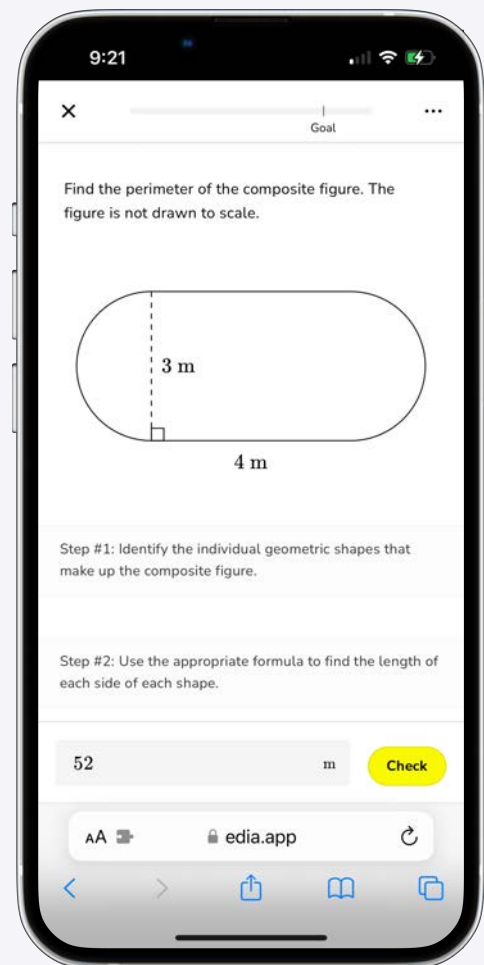 9:21
Goal
Find the perimeter of the composite figure. The
figure is not drawn to scale.
3 m
4 m
Step #1: Identify the individual geometric shapes that
make up the composite figure.
Step #2: Use the appropriate formula to find the length of
each side of each shape.
52 m Check
AA edia.app